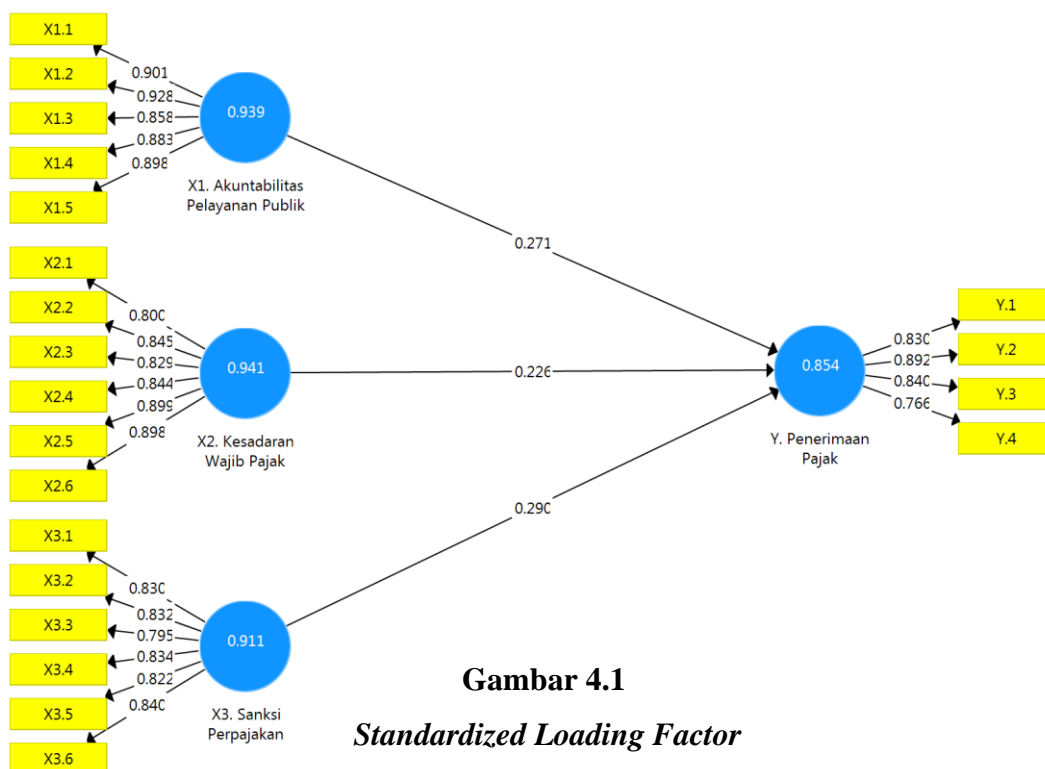 X1.1
X1.2
X1.3
X1.4
X1.5
0.901
0.928
0.858
0.883
0.898
0.939
X1. Akuntabilitas
Pelayanan Publik
0.271
X2.1
X2.2
X2.3
X2.4
X2.5
X2.6
0.800
0.845
0.829
0.844
0.899
0.898
0.941
X2. Kesadaran
Wajib Pajak
0.226
X3.1
X3.2
X3.3
X3.4
X3.5
X3.6
0.830
0.832
0.795
0.834
0.822
0.840
0.911
X3. Sanksi
Perpajakan
0.290
0.854
Y. Penerimaan
Pajak
0.830
0.892
0.840
0.766
Y.1
Y.2
Y.3
Y.4
Gambar 4.1
Standardized Loading Factor